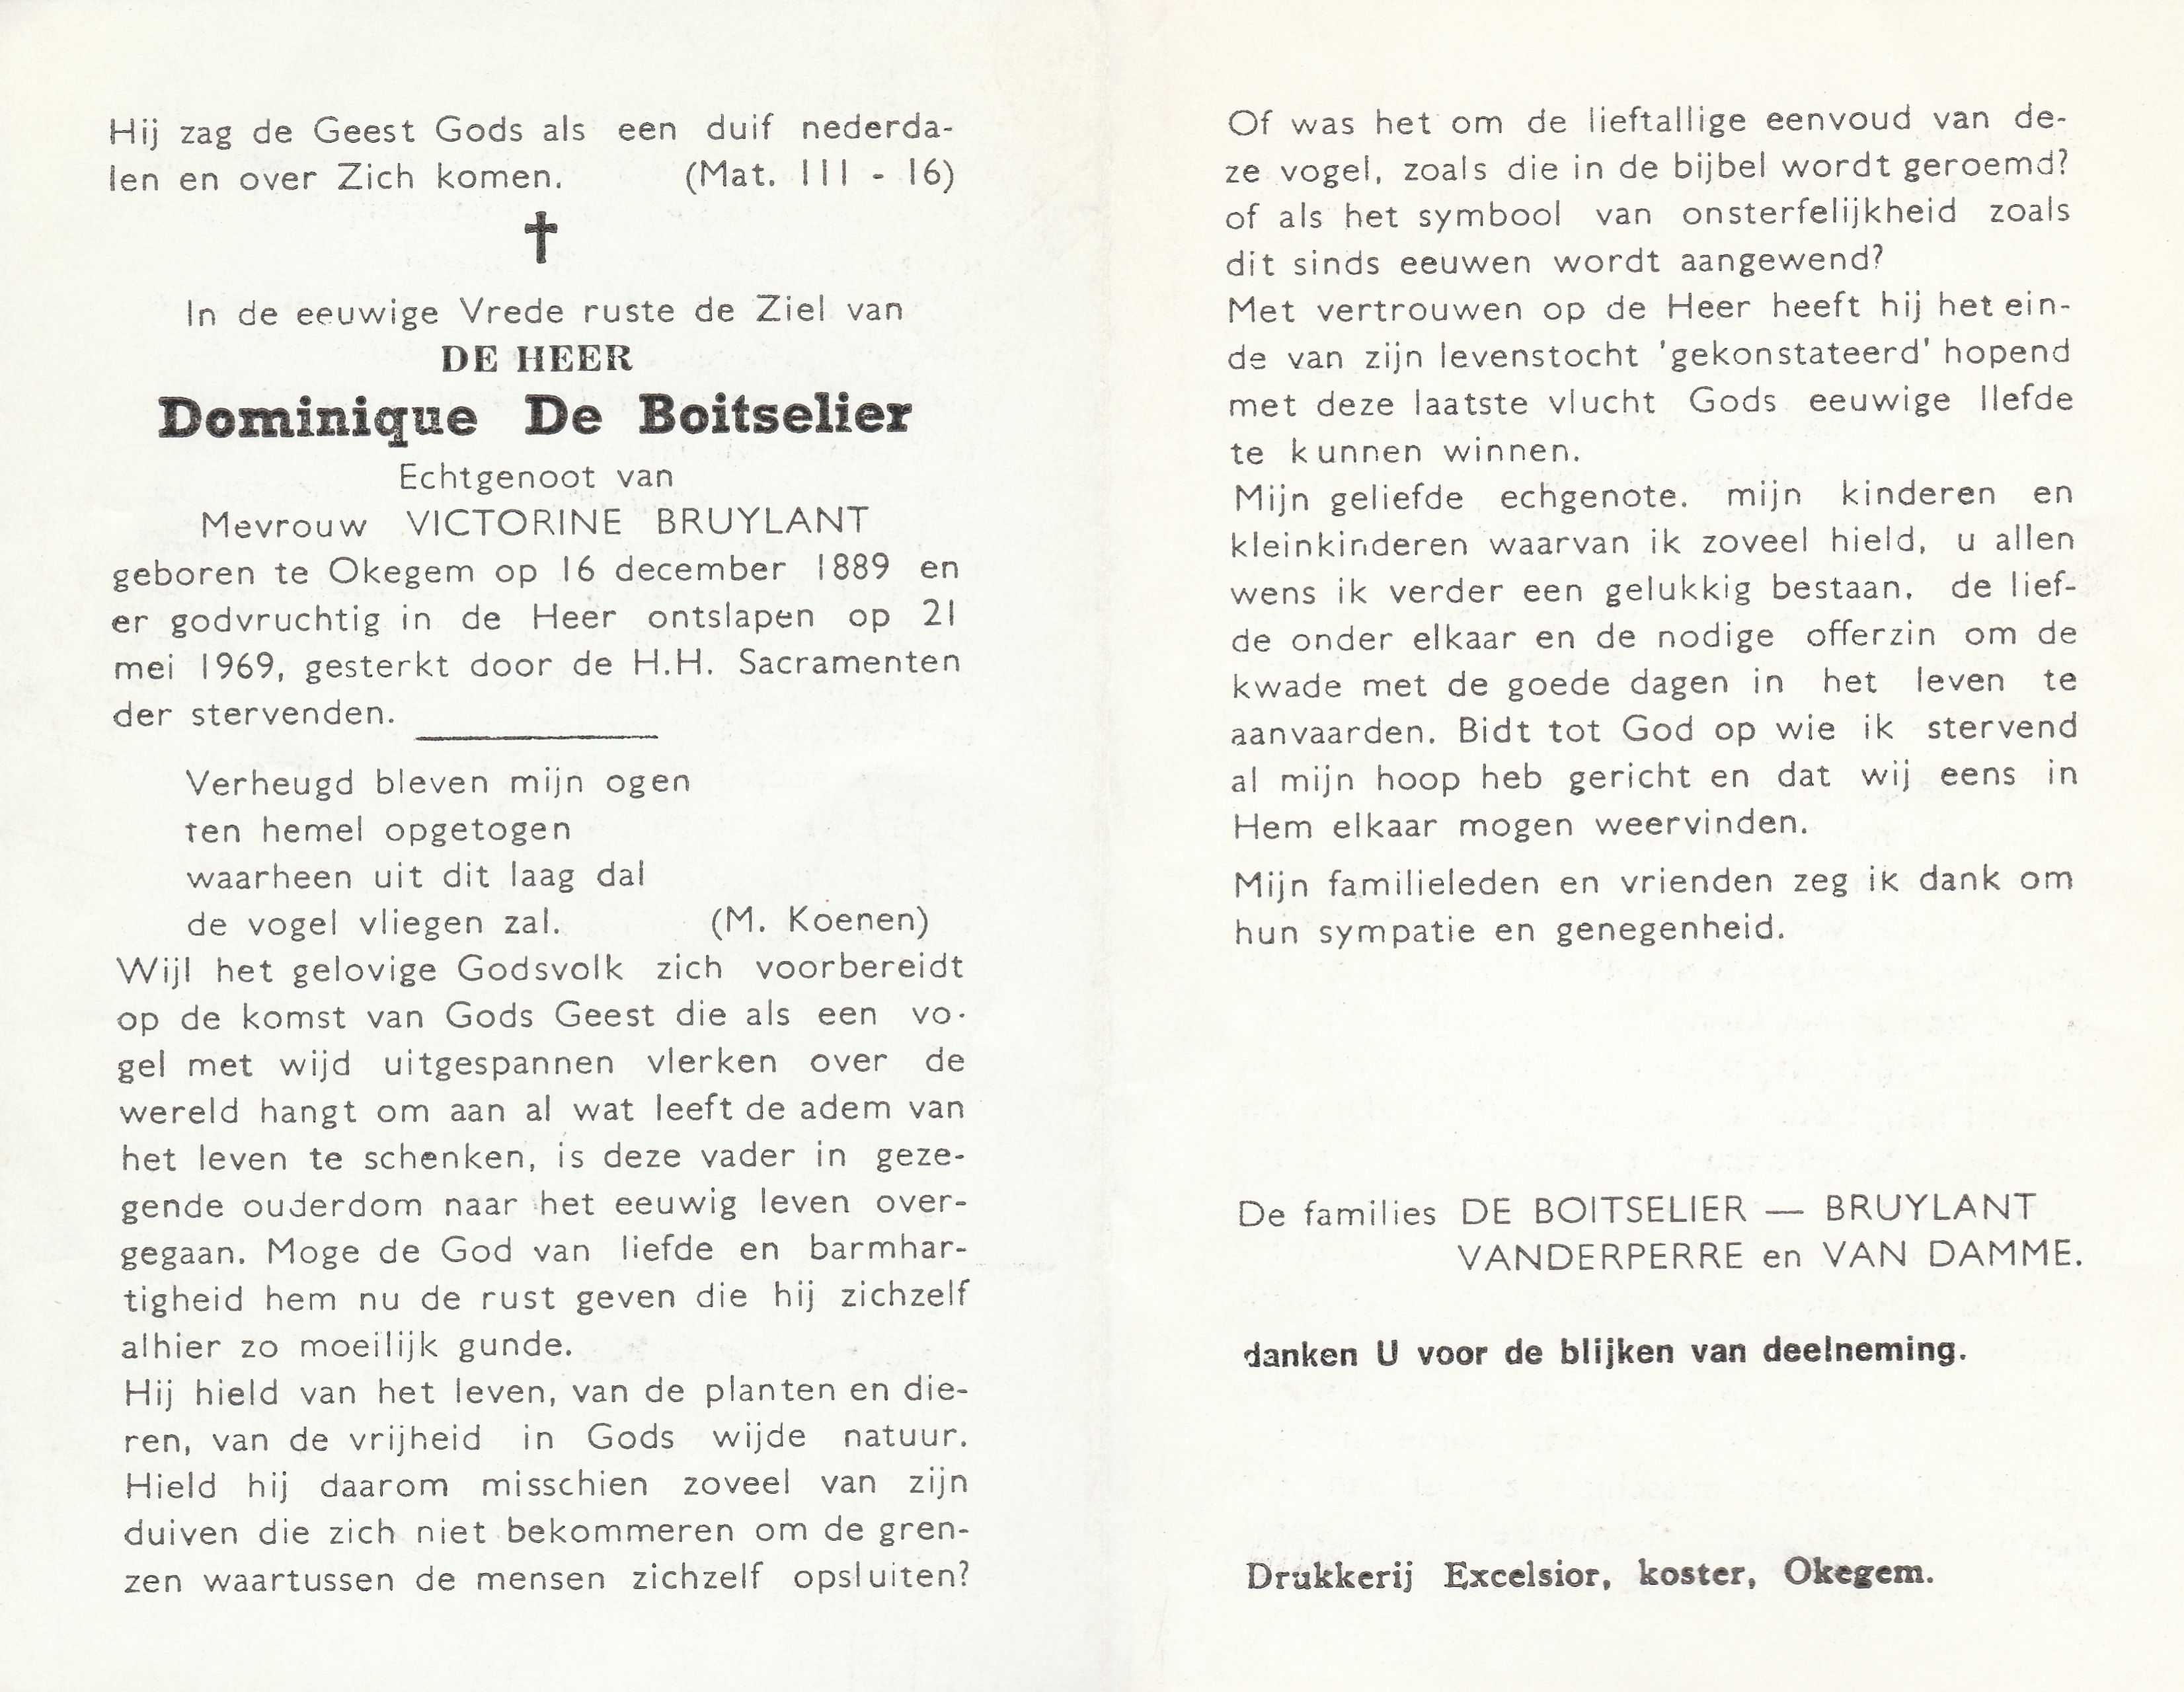 Hij zag de Geest Gods als een duif nederda-
len en over Zich komen. (Mat. III - 16)
In de eeuwige Vrede ruste de Ziel van
DE HEER
Dominique De Boitselier
Echtgenoot van
Mevrouw VICTORINE BRUYLANT
geboren te Okegem op 16 december 1889 en
er godvruchtig in de Heer ontslapen op 21
mei 1969, gesterkt door de H.H. Sacramenten
der stervenden.
Verheugd bleven mijn ogen
ten hemel opgetogen
waarheen uit dit laag dal
de vogel vliegen zal. (M. Koenen)
Wijl het gelovige Godsvolk zich voorbereidt
op de komst van Gods Geest die als een vo-
gel met wijd uitgespannen vlerken over de
wereld hangt om aan al wat leeft de adem van
het leven te schenken, is deze vader in geze-
gende ouderdom naar het eeuwig leven over-
gegaan. Moge de God van liefde en barmhar-
tigheid hem nu de rust geven die hij zichzelf
alhier zo moeilijk gunde.
Hij hield van het leven, van de planten en die-
ren, van de vrijheid in Gods wijde natuur.
Hield hij daarom misschien zoveel van zijn
duiven die zich niet bekommeren om de gren-
zen waartussen de mensen zichzelf opsluiten?
Of was het om de lieftallige eenvoud van de-
ze vogel, zoals die in de bijbel wordt geroemd?
of als het symbool van onsterfelijkheid zoals
dit sinds eeuwen wordt aangewend?
Met vertrouwen op de Heer heeft hij het ein-
de van zijn levenstocht 'gekonstateerd' hopend
met deze laatste vlucht Gods eeuwige llefde
te kunnen winnen.
Mijn geliefde echgenote. mijn kinderen en
kleinkinderen waarvan ik zoveel hield, u allen
wens ik verder een gelukkig bestaan, de lief-
de onder elkaar en de nodige offerzin om de
kwade met de goede dagen in het leven te
aanvaarden. Bidt tot God op wie ik stervend
al mijn hoop heb gericht en dat wij eens in
Hem elkaar mogen weervinden.
Mijn familieleden en vrienden zeg ik dank om
hun sympatie en genegenheid.
De families DE BOITSELIER — BRUYLANT
VANDERPERRE en VAN DAMME.
danken U voor de blijken van deelneming.
Drukkerij Excelsior, koster, Okegem.